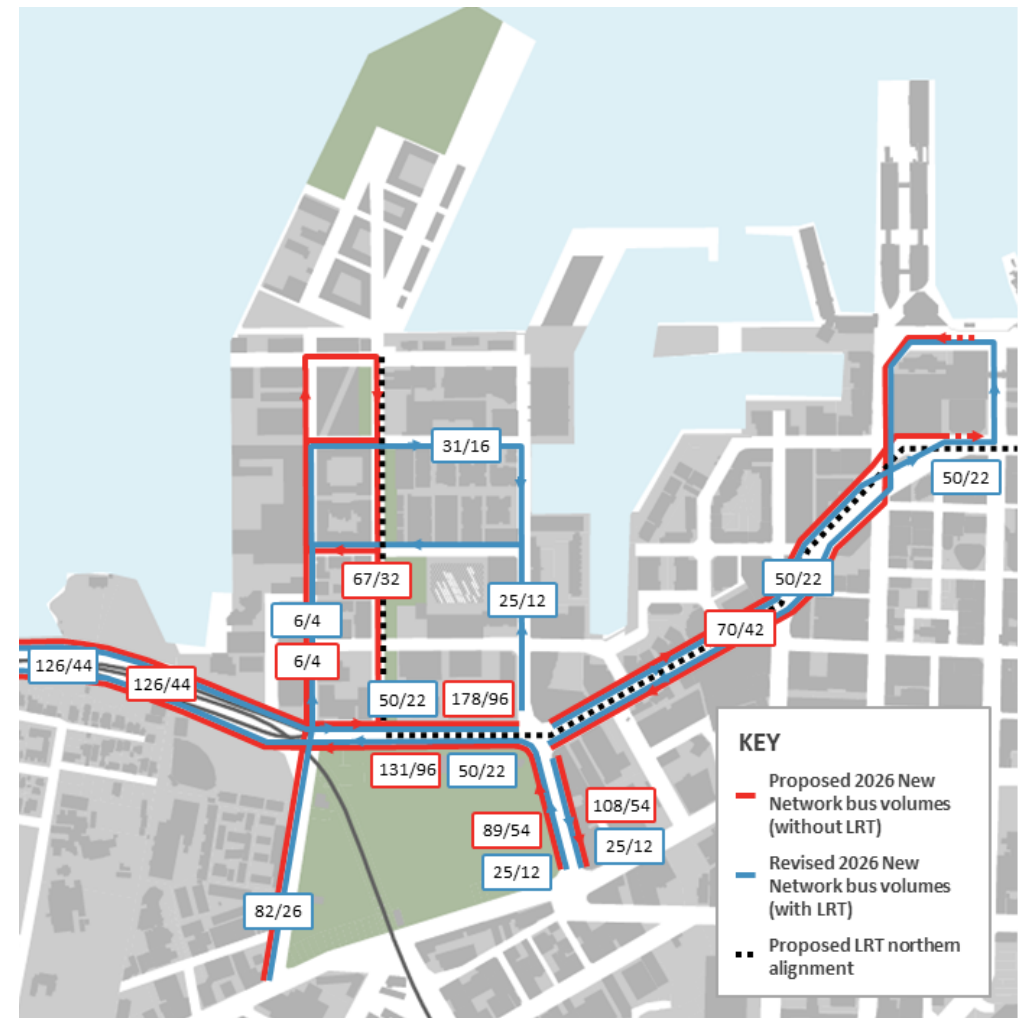 31/16
50/22
67/32
50/22
25/12
6/4
70/42
6/4
126/44
126/44
50/22
178/96
KEY
131/96
50/22
Proposed 2026 New
Network bus volumes
(without LRT)
108/54
89/54
25/12
25/12
Revised 2026 New
Network bus volumes
(with LRT)
82/26
Proposed LRT northern
alignment